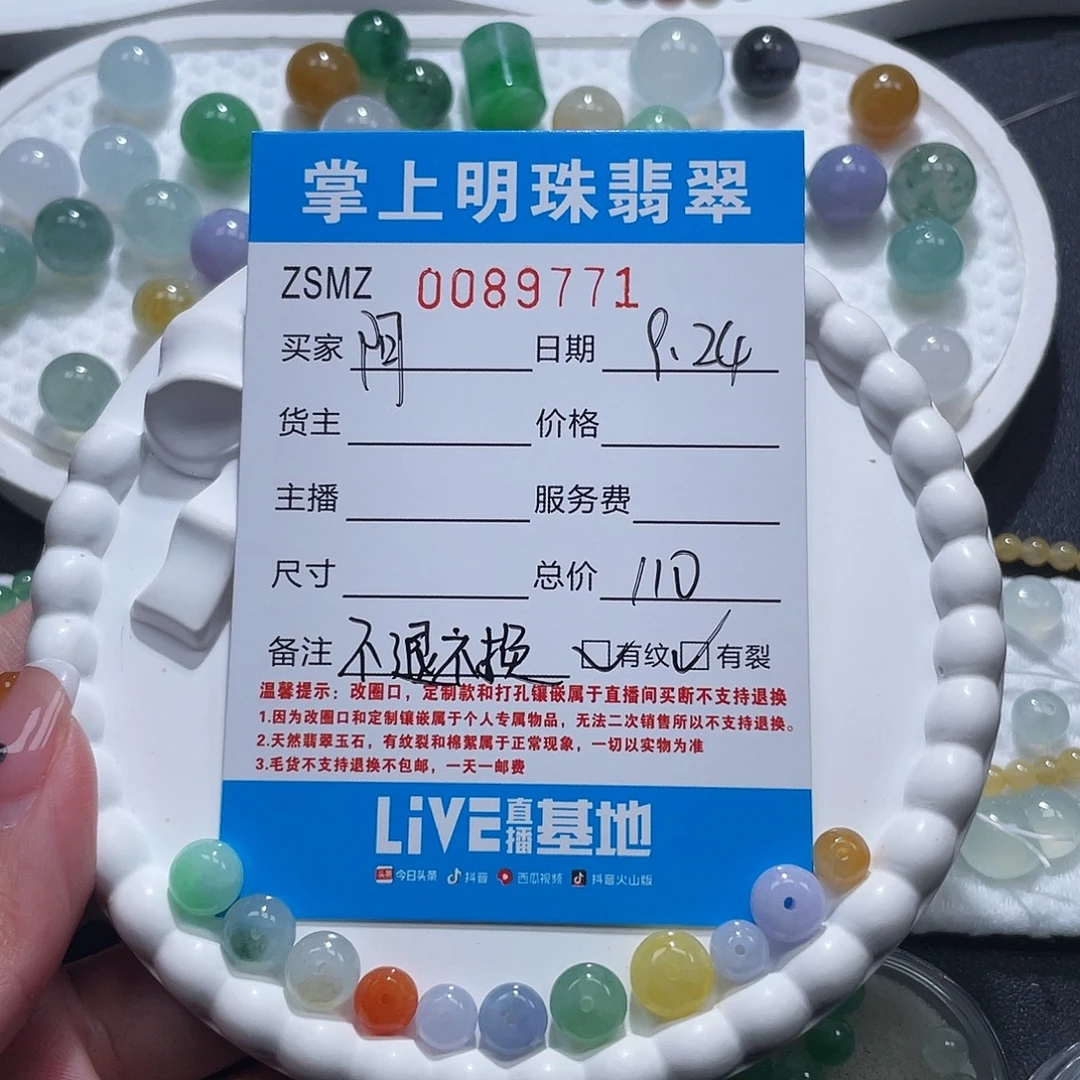 掌上明珠翡翠
ZSMZ 0089771
买家 日期 9.24
货主 价格
主播 服务费
尺寸 总价 110
备注 不退不换 有纹 有裂
温馨提示：改圈口，定制款和打孔镶嵌属于直播间买断不支持退换
1.因为改圈口和定制镶嵌属于个人专属物品，无法二次销售所以不支持退换。
2.天然翡翠玉石，有纹裂和棉絮属于正常现象，一切以实物为准
3.毛货不支持退换不包邮，一天一邮费
LiVE直播基地
头条 今日头条 抖音 西瓜视频 抖音火山版